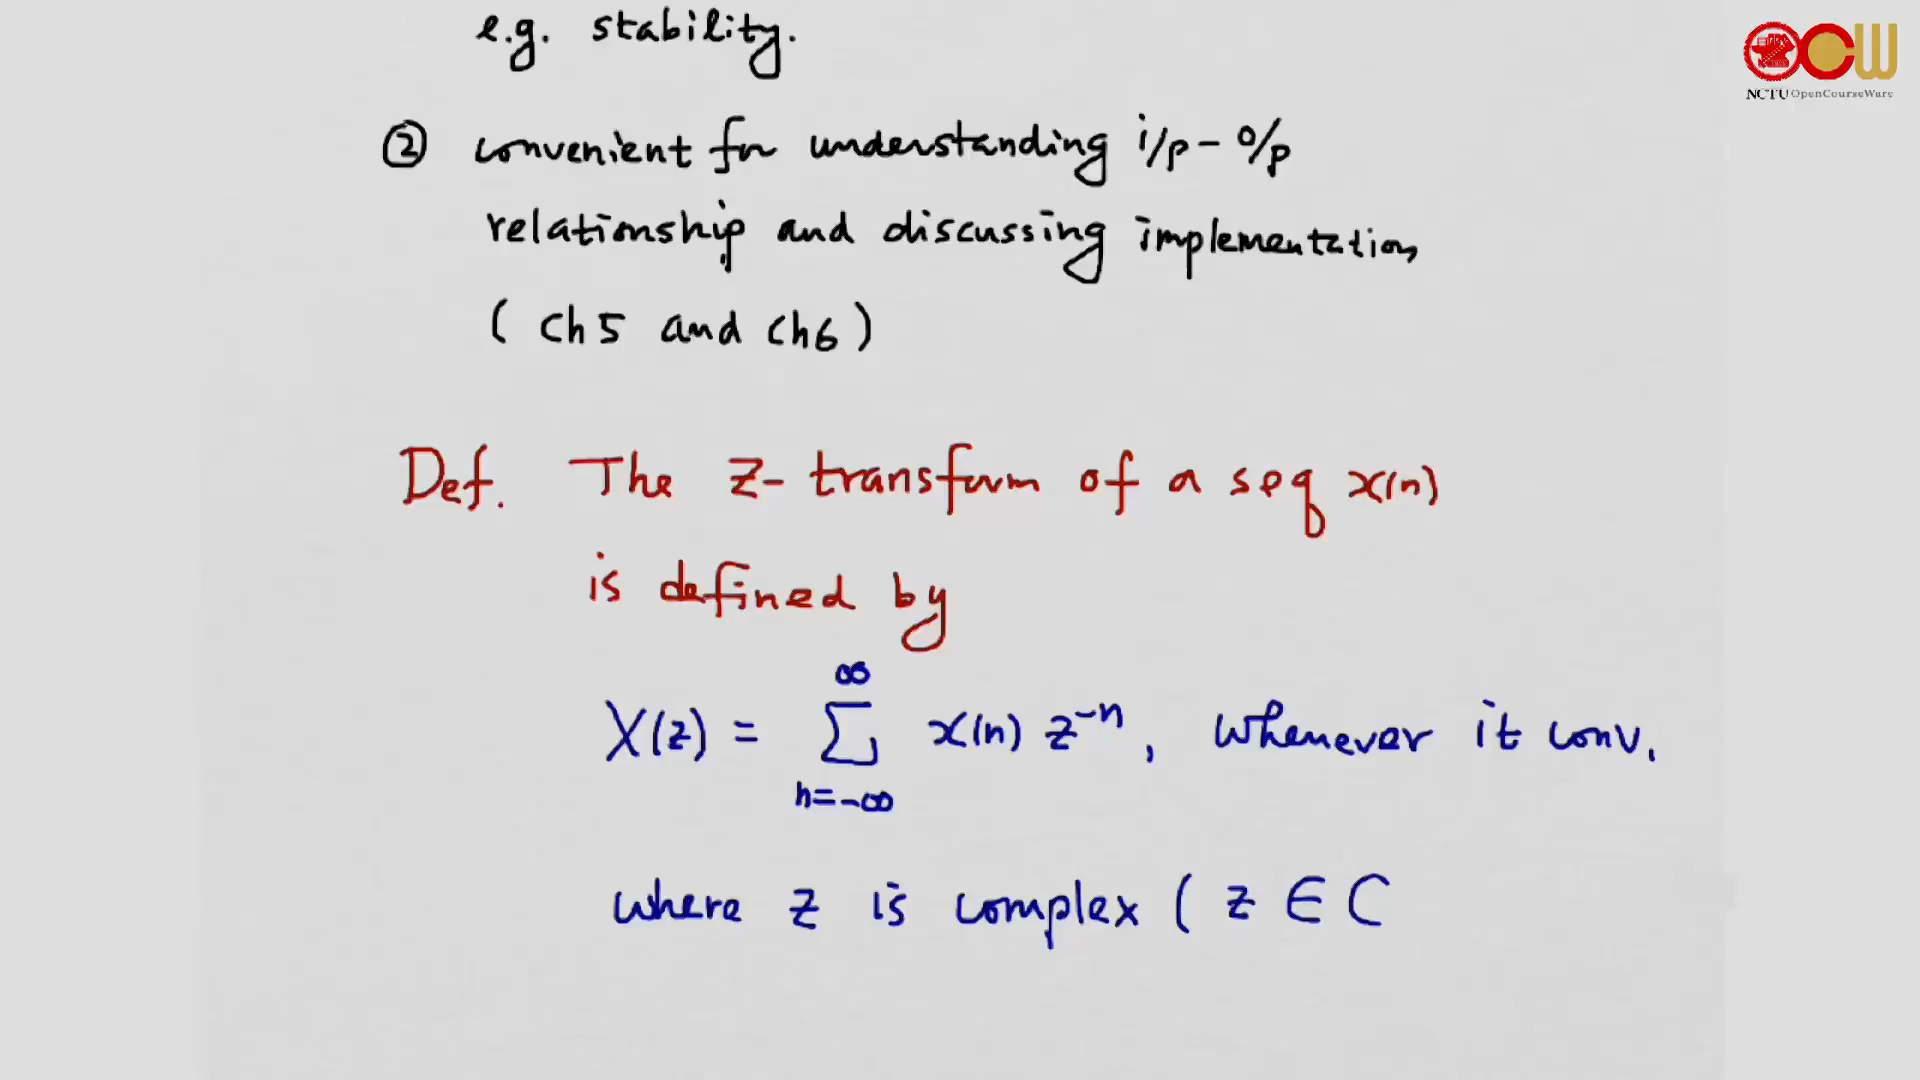 e.g. stability.
② convenient for understanding i/p - o/p
relationship and discussing implementation
( Ch5 and Ch6 )
Def. The z-transform of a seq x(n)
is defined by
X(z) = ∑_{n=-∞}^{∞} x(n) z^{-n}, whenever it conv.
where z is complex ( z ∈ C
OCW
NCTU OpenCourseWare